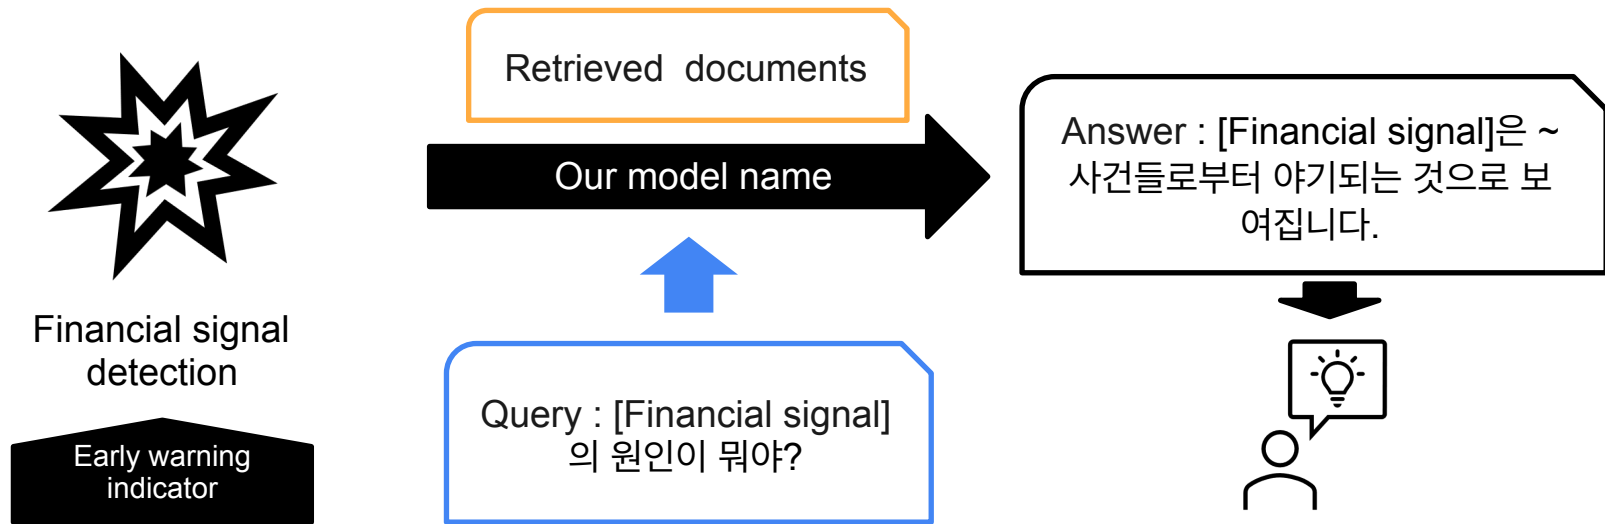 Financial signal
detection
Early warning
indicator
Retrieved documents
Our model name
Query : [Financial signal]
의 원인이 뭐야?
Answer : [Financial signal]은 ~
사건들로부터 야기되는 것으로 보
여집니다.